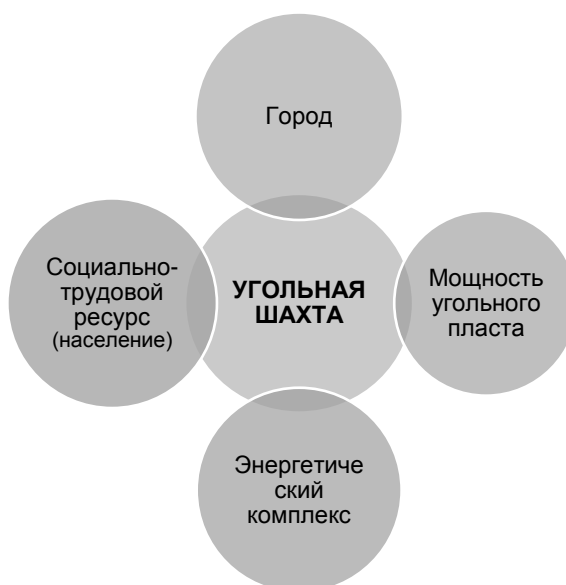 Город
Социально-
трудовой
ресурс
(население)
УГОЛЬНАЯ
ШАХТА
Мощность
угольного
пласта
Энергетиче
ский
комплекс